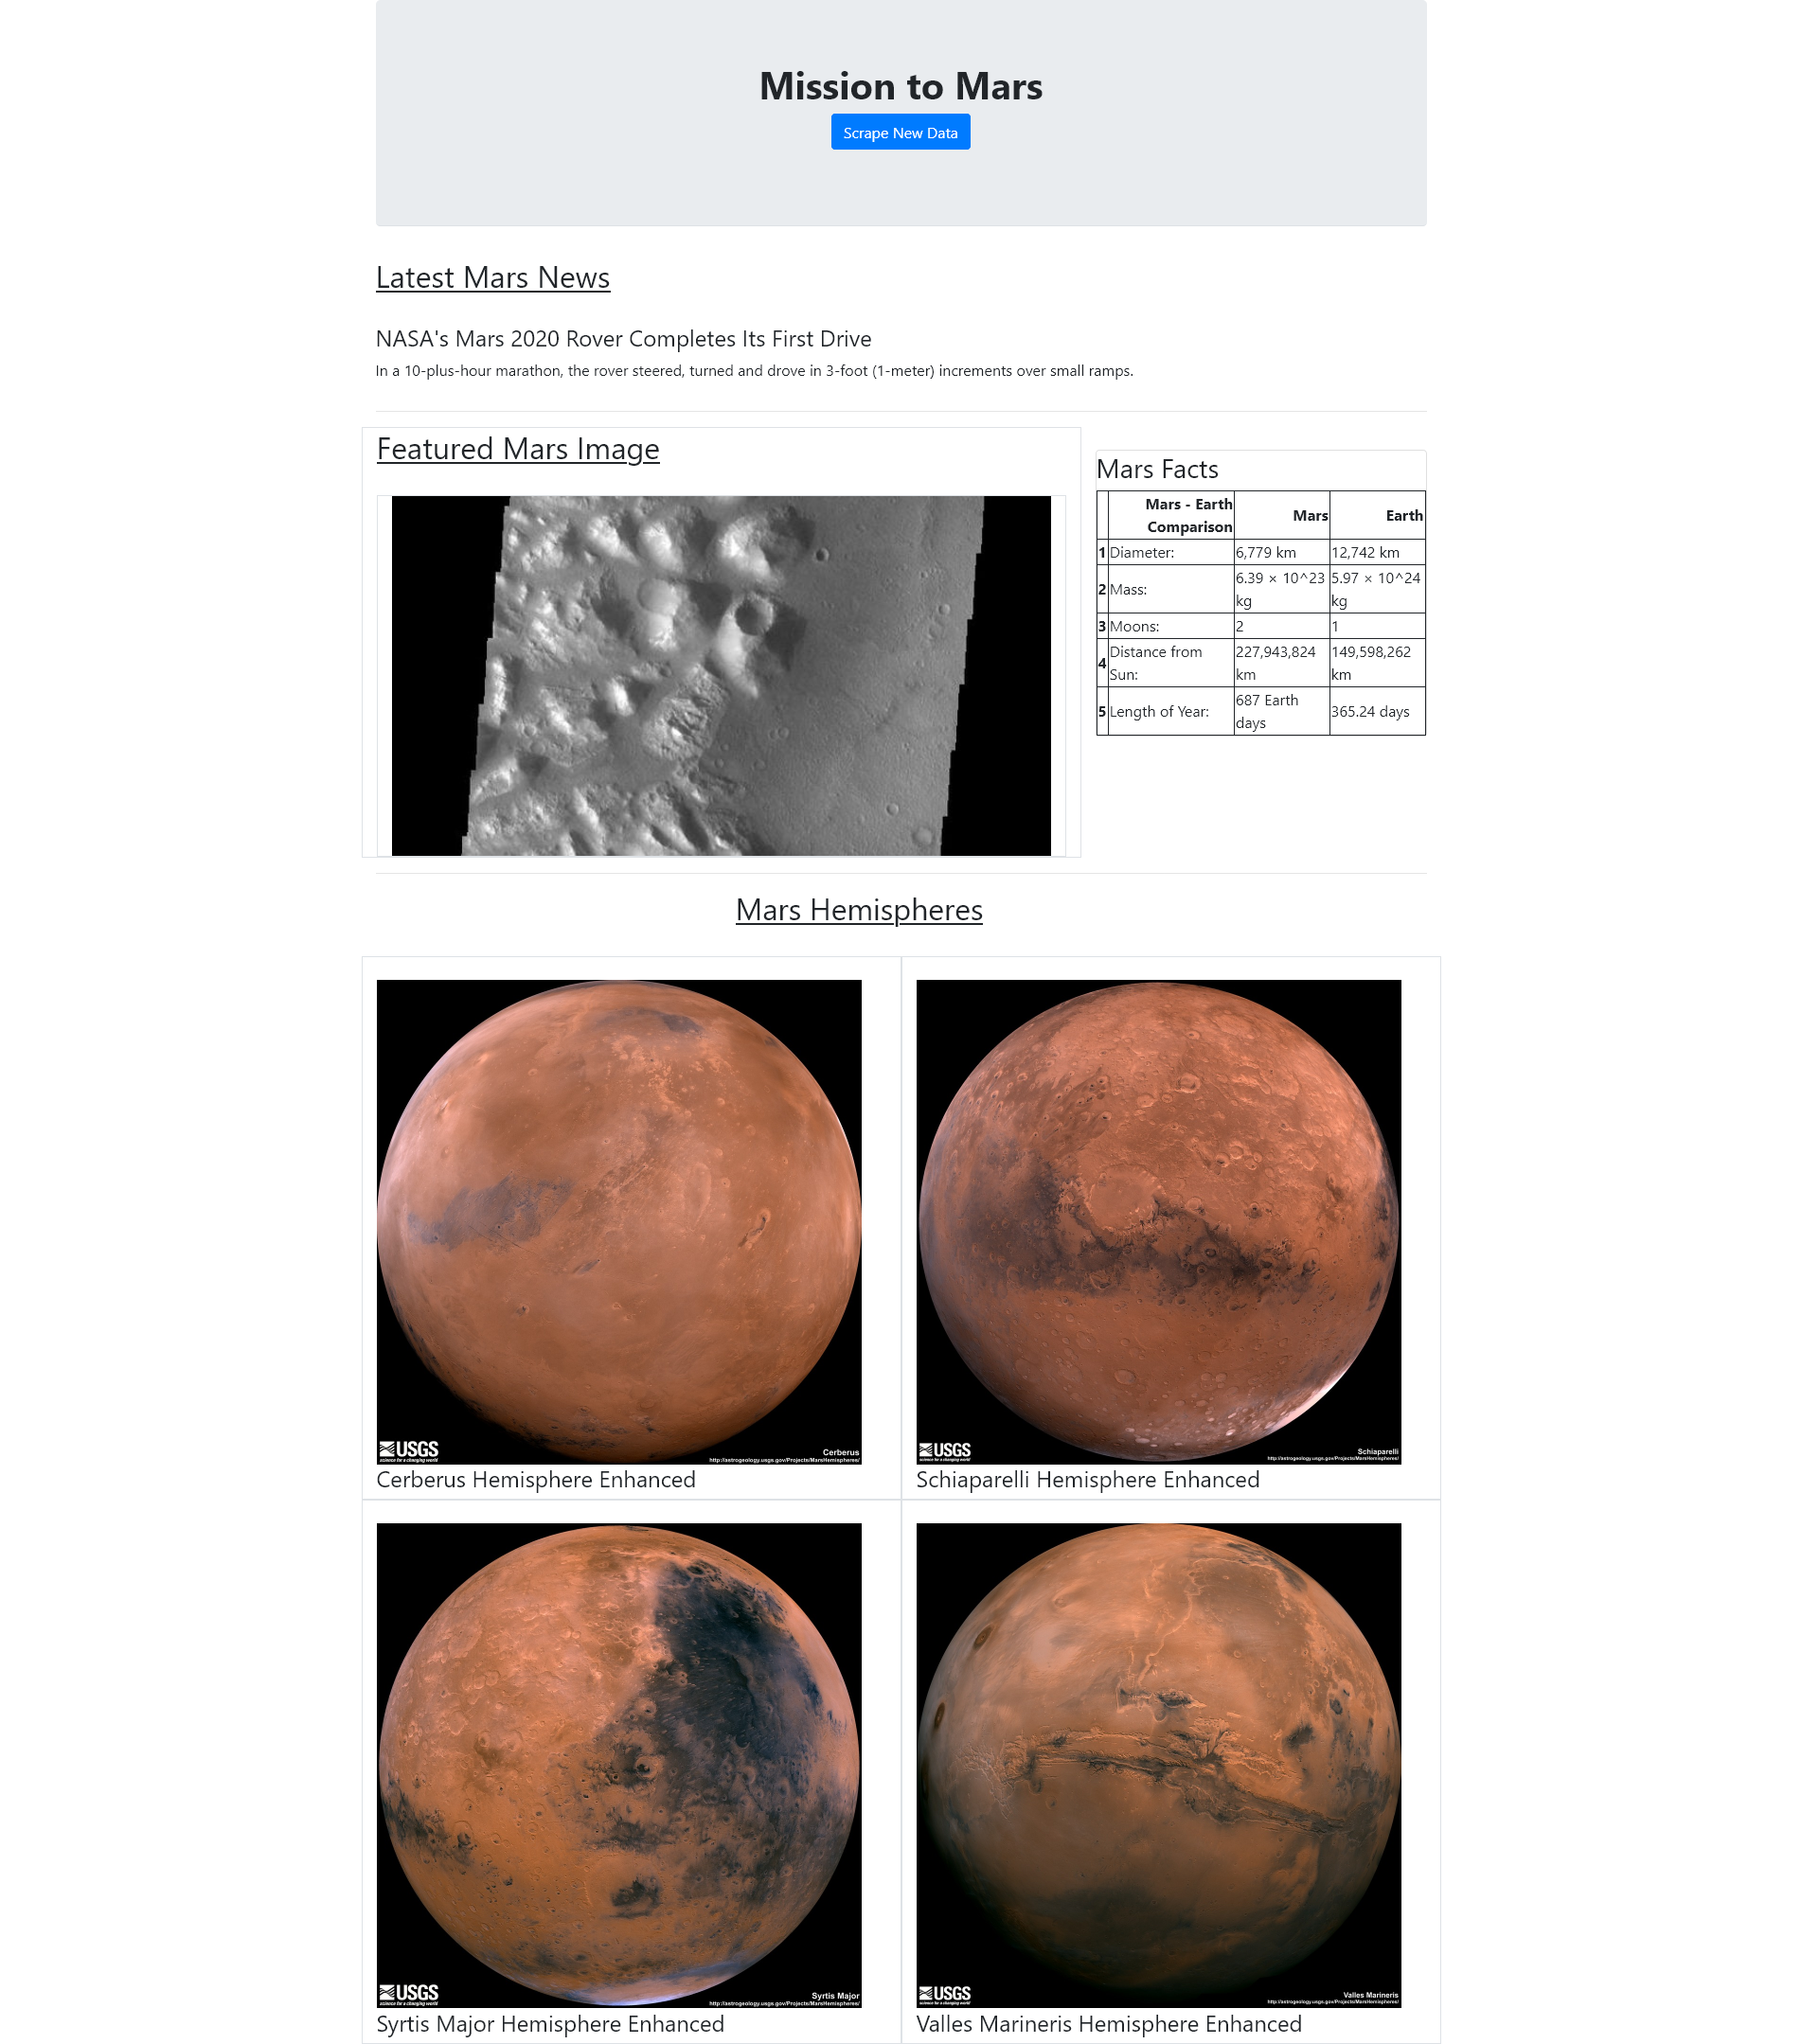 Mission to Mars
Scrape New Data
Latest Mars News
NASA's Mars 2020 Rover Completes Its First Drive
In a 10-plus-hour marathon, the rover steered, turned and drove in 3-foot (1-meter) increments over small ramps.
Featured Mars Image
Mars Facts
Mars - Earth Comparison Mars Earth
1 Diameter: 6,779 km 12,742 km
2 Mass: 6.39 × 10^23 kg 5.97 × 10^24 kg
3 Moons: 2 1
4 Distance from Sun: 227,943,824 km 149,598,262 km
5 Length of Year: 687 Earth days 365.24 days
Mars Hemispheres
USGS
science for a changing world
Cerberus
http://astrogeology.usgs.gov/Projects/MarsHemispheres/
Cerberus Hemisphere Enhanced
USGS
science for a changing world
Schiaparelli
http://astrogeology.usgs.gov/Projects/MarsHemispheres/
Schiaparelli Hemisphere Enhanced
USGS
science for a changing world
Syrtis Major
http://astrogeology.usgs.gov/Projects/MarsHemispheres/
Syrtis Major Hemisphere Enhanced
USGS
science for a changing world
Valles Marineris
http://astrogeology.usgs.gov/Projects/MarsHemispheres/
Valles Marineris Hemisphere Enhanced